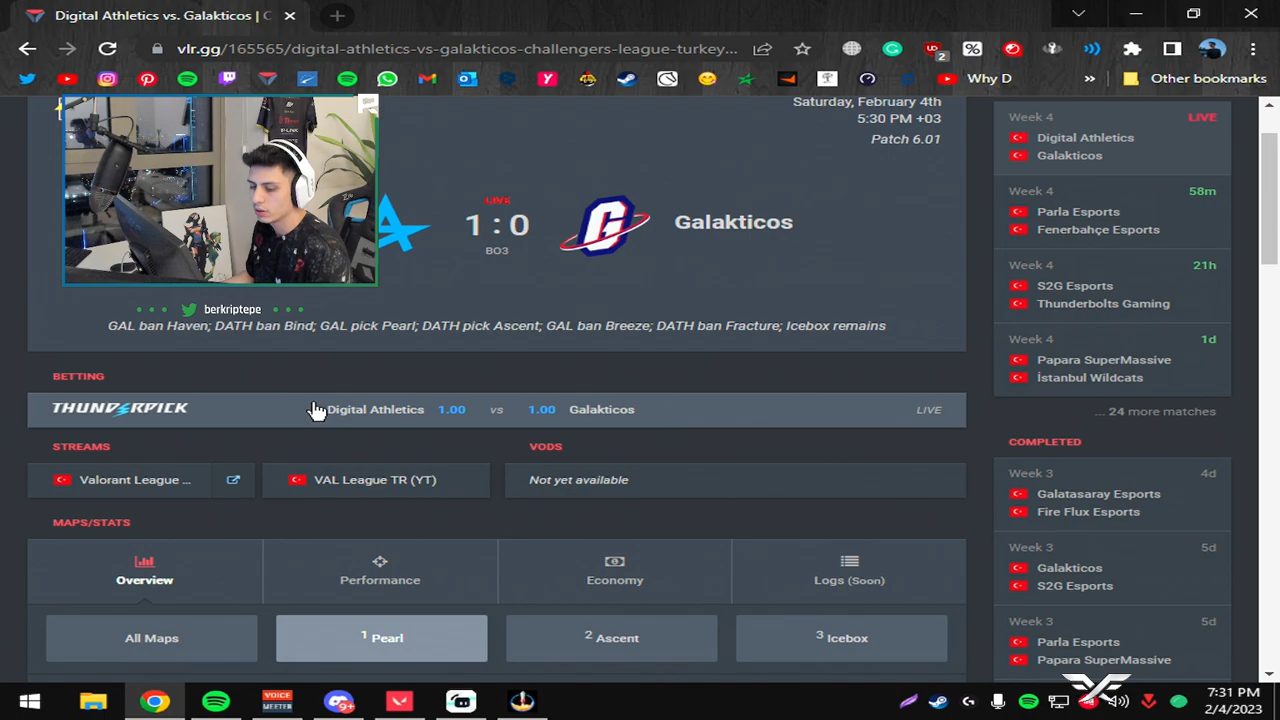 Digital Athletics vs. Galakticos | C
vlr.gg/165565/digital-athletics-vs-galakticos-challengers-league-turkey...
2
Why D
»
Other bookmarks
Saturday, February 4th
5:30 PM +03
Patch 6.01
LIVE
1 : 0
BO3
Galakticos
berkriptepe
GAL ban Haven; DATH ban Bind; GAL pick Pearl; DATH pick Ascent; GAL ban Breeze; DATH ban Fracture; Icebox remains
BETTING
THUNDERPICK
Digital Athletics 1.00 vs 1.00 Galakticos LIVE
STREAMS
VODS
Valorant League ...
VAL League TR (YT)
Not yet available
MAPS/STATS
Overview
Performance
Economy
Logs (Soon)
All Maps
1 Pearl
2 Ascent
3 Icebox
Week 4 LIVE
Digital Athletics
Galakticos
Week 4 58m
Parla Esports
Fenerbahçe Esports
Week 4 21h
S2G Esports
Thunderbolts Gaming
Week 4 1d
Papara SuperMassive
İstanbul Wildcats
... 24 more matches
COMPLETED
Week 3 4d
Galatasaray Esports
Fire Flux Esports
Week 3 5d
Galakticos
S2G Esports
Week 3 5d
Parla Esports
Papara SuperMassive
VOICE
MEETER
9+
7:31 PM
2/4/2023